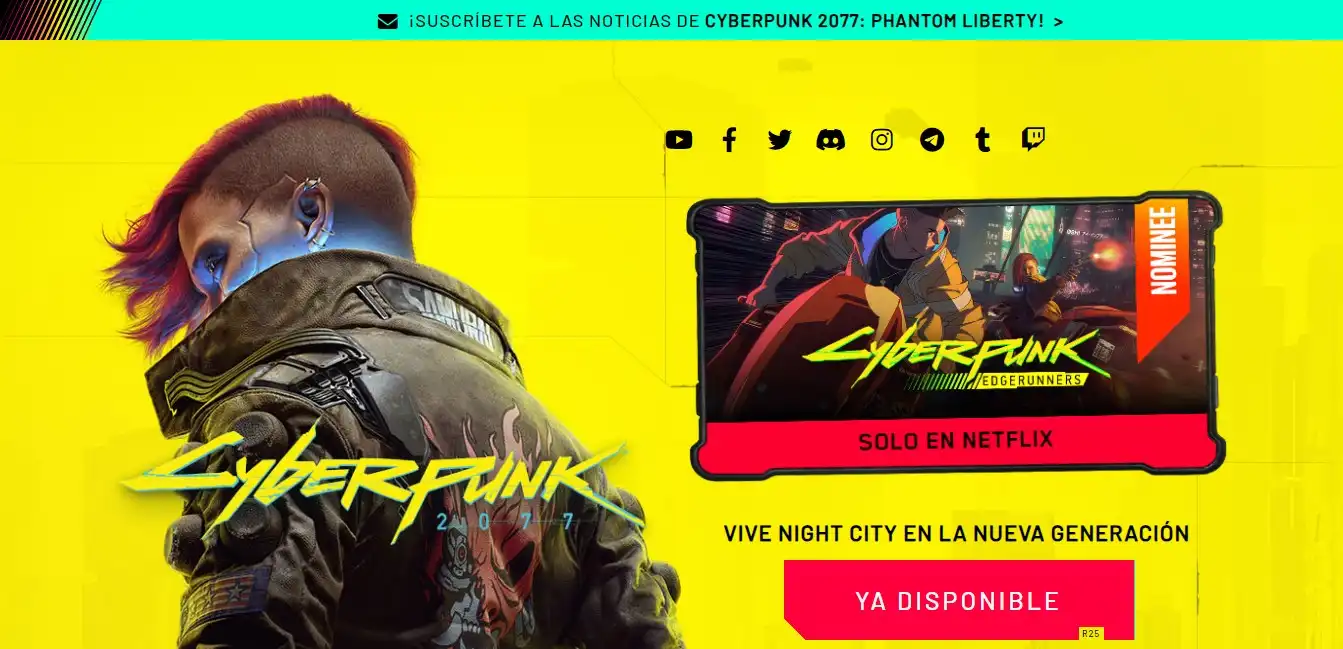 ¡SUSCRÍBETE A LAS NOTICIAS DE CYBERPUNK 2077: PHANTOM LIBERTY! >
SAMURAI
CYBERPUNK
2077
NOMINEE
CYBERPUNK
EDGERUNNERS
SOLO EN NETFLIX
VIVE NIGHT CITY EN LA NUEVA GENERACIÓN
YA DISPONIBLE
R25